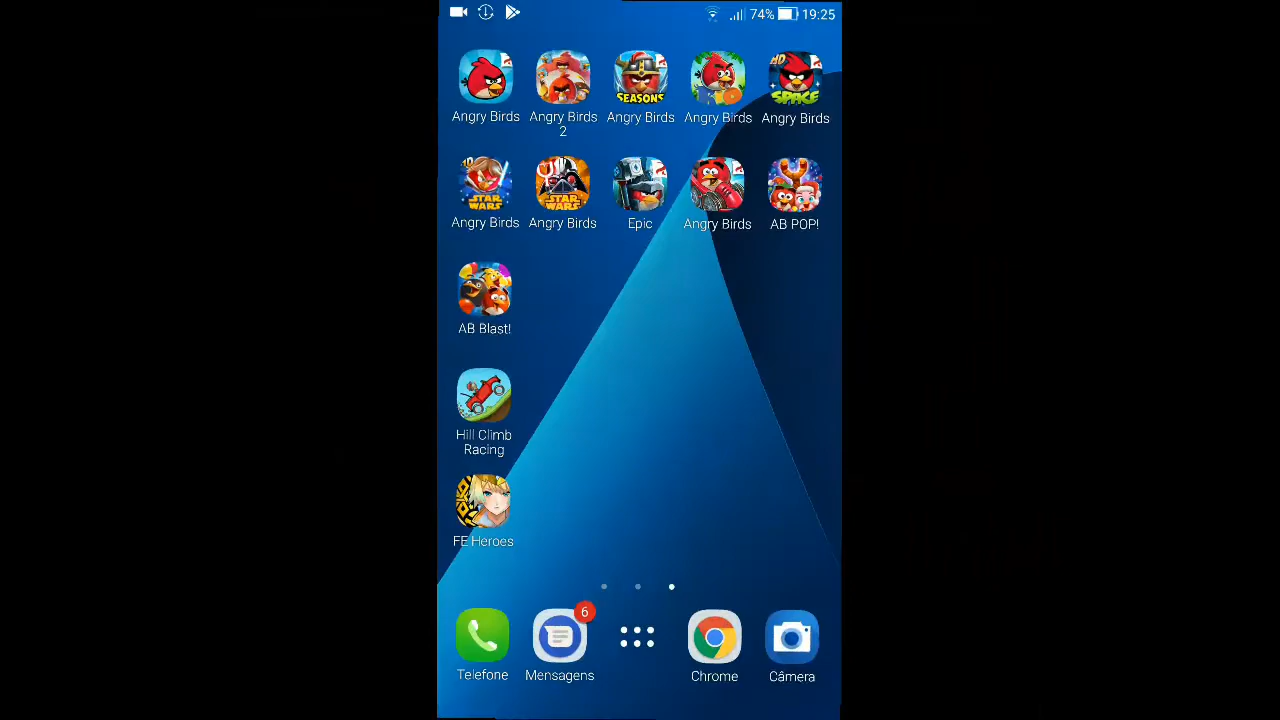 74% 19:25
Angry Birds Angry Birds Angry Birds Angry Birds Angry Birds
2
SEASONS
HD
SPACE
HD
STAR
WARS
STAR
WARS
Angry Birds Angry Birds Epic Angry Birds AB POP!
AB Blast!
Hill Climb
Racing
FE Heroes
6
Telefone Mensagens Chrome Câmera